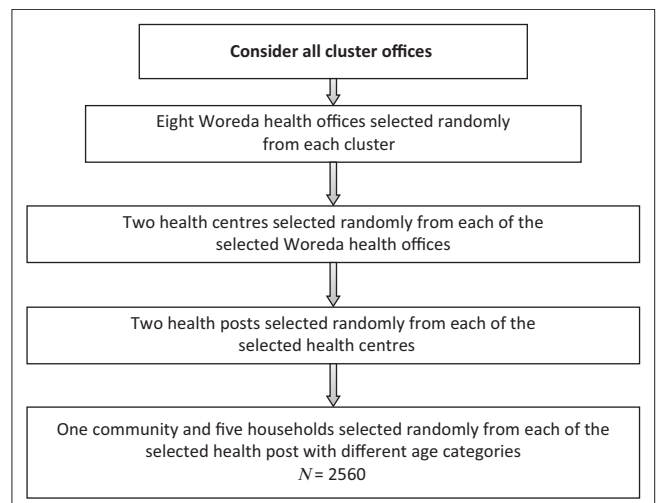 Consider all cluster offices
Eight Woreda health offices selected randomly
from each cluster
Two health centres selected randomly from each of the
selected Woreda health offices
Two health posts selected randomly from each of the
selected health centres
One community and five households selected randomly from each of the
selected health post with different age categories
N = 2560